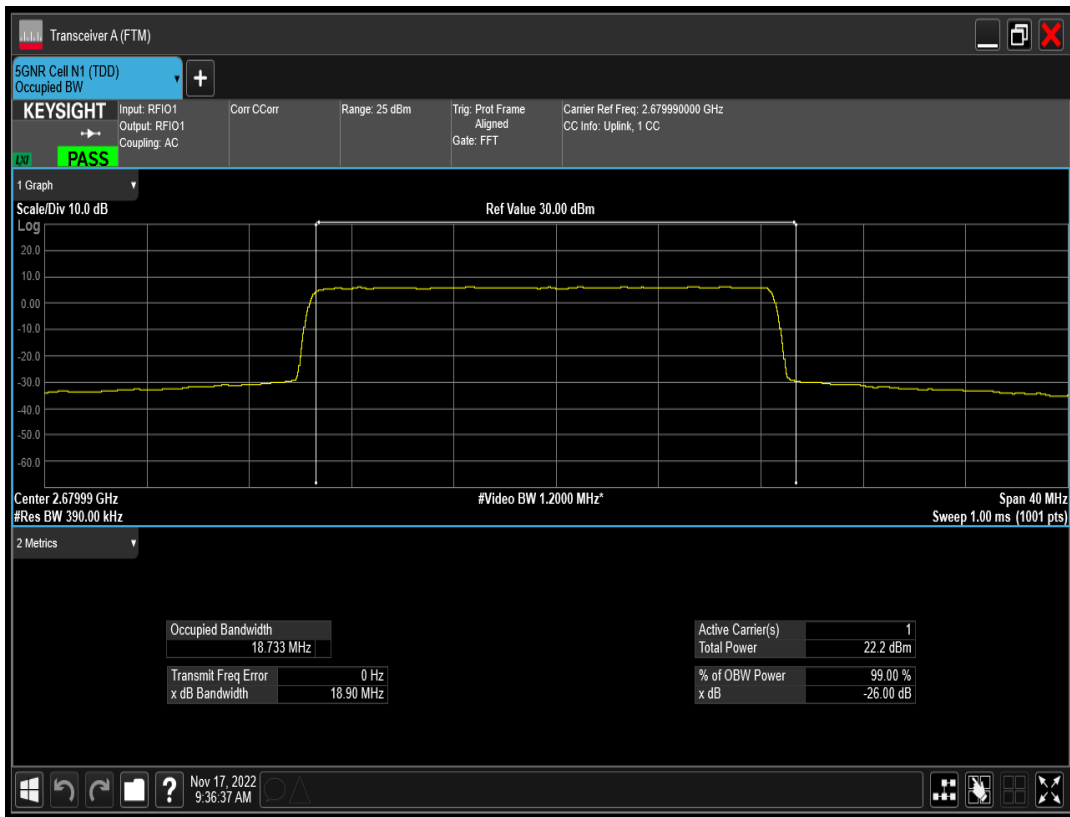 Transceiver A (FTM)
5GNR Cell N1 (TDD)
Occupied BW
+
KEYSIGHT
LXI
PASS
Input: RFIO1
Output: RFIO1
Coupling: AC
Corr CCorr
Range: 25 dBm
Trig: Prot Frame
Aligned
Gate: FFT
Carrier Ref Freq: 2.679990000 GHz
CC Info: Uplink, 1 CC
1 Graph
Scale/Div 10.0 dB
Ref Value 30.00 dBm
Log
20.0
10.0
0.00
-10.0
-20.0
-30.0
-40.0
-50.0
-60.0
Center 2.67999 GHz
#Video BW 1.2000 MHz*
Span 40 MHz
#Res BW 390.00 kHz
Sweep 1.00 ms (1001 pts)
2 Metrics
Occupied Bandwidth
18.733 MHz
Transmit Freq Error 0 Hz
x dB Bandwidth 18.90 MHz
Active Carrier(s) 1
Total Power 22.2 dBm
% of OBW Power 99.00 %
x dB -26.00 dB
?
Nov 17, 2022
9:36:37 AM